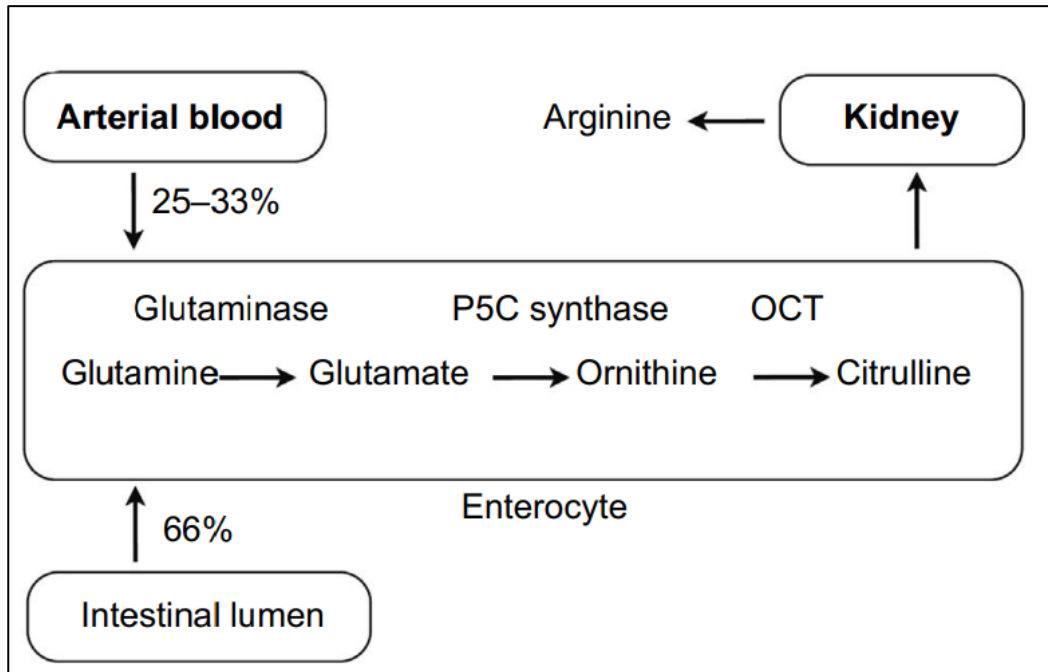 Arterial blood
Arginine
Kidney
25–33%
Glutaminase P5C synthase OCT
Glutamine Glutamate Ornithine Citrulline
Enterocyte
66%
Intestinal lumen